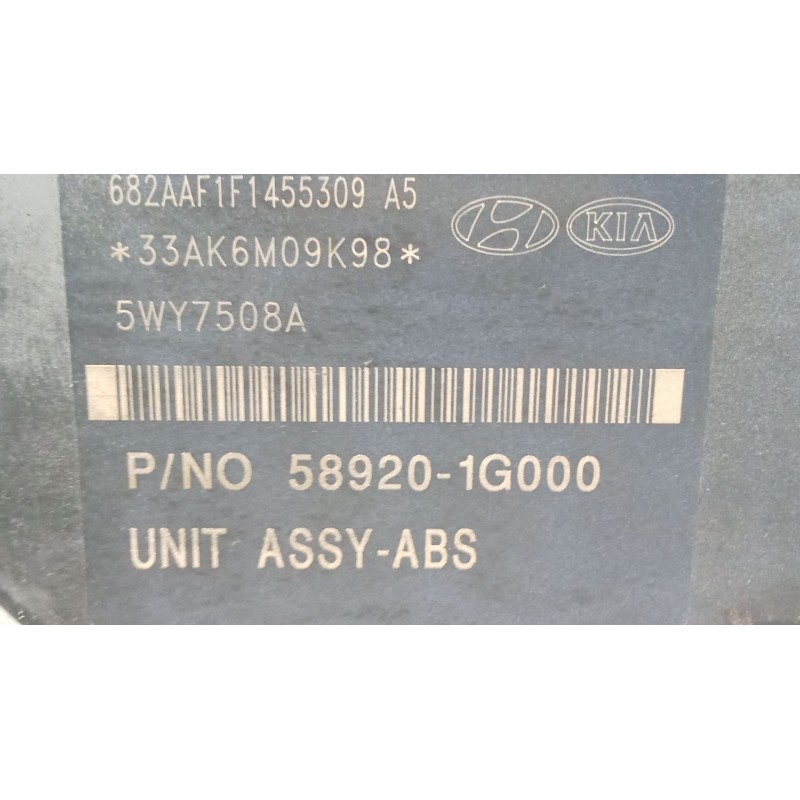 682AAF1F1455309 A5
*33AK6M09K98*
KIA
5WY7508A
P/NO 58920-1G000
UNIT ASSY-ABS